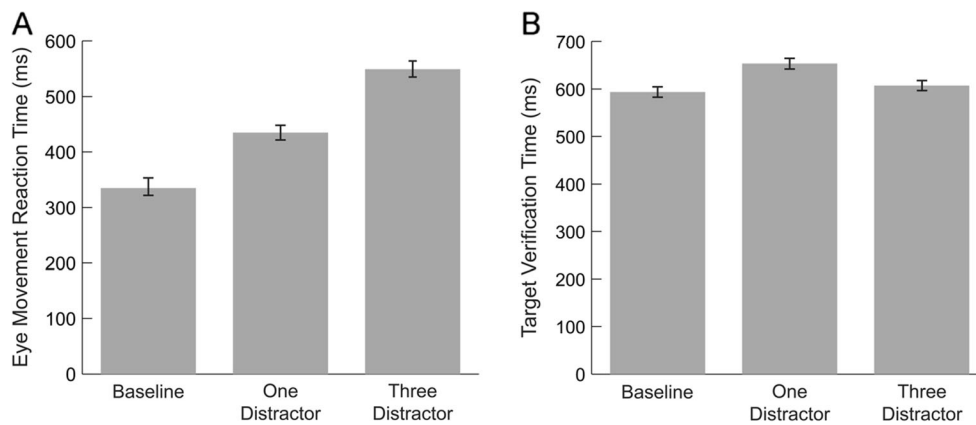 A
Eye Movement Reaction Time (ms)
600
500
400
300
200
100
0
Baseline
One
Distractor
Three
Distractor
B
Target Verification Time (ms)
700
600
500
400
300
200
100
0
Baseline
One
Distractor
Three
Distractor